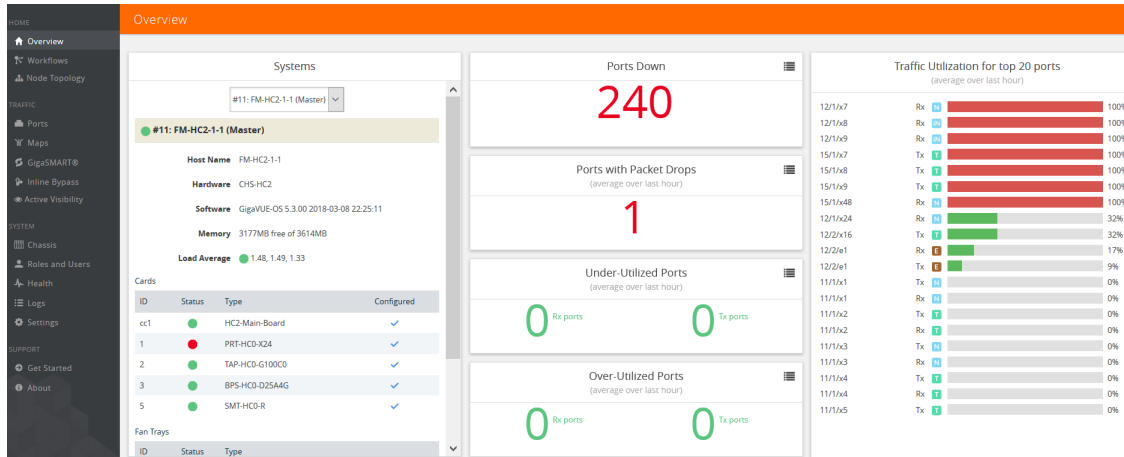 HOME
Overview
Workflows
Node Topology
TRAFFIC
Ports
Maps
GigaSMART®
Inline Bypass
Active Visibility
SYSTEM
Chassis
Roles and Users
Health
Logs
Settings
SUPPORT
Get Started
About
Overview
Systems
#11: FM-HC2-1-1 (Master)
#11: FM-HC2-1-1 (Master)
Host Name FM-HC2-1-1
Hardware CHS-HC2
Software GigaVUE-OS 5.3.00 2018-03-08 22:25:11
Memory 3177MB free of 3614MB
Load Average 1.48, 1.49, 1.33
Cards
ID Status Type Configured
cc1 HC2-Main-Board
1 PRT-HC0-X24
2 TAP-HC0-G100C0
3 BPS-HC0-D25A4G
5 SMT-HC0-R
Fan Trays
ID Status Type
Ports Down
240
Ports with Packet Drops
(average over last hour)
1
Under-Utilized Ports
(average over last hour)
0 Rx ports 0 Tx ports
Over-Utilized Ports
(average over last hour)
0 Rx ports 0 Tx ports
Traffic Utilization for top 20 ports
(average over last hour)
12/1/x7 Rx N 100%
12/1/x8 Rx IN 100%
12/1/x9 Rx IN 100%
15/1/x7 Tx T 100%
15/1/x8 Tx T 100%
15/1/x9 Tx T 100%
15/1/x48 Rx N 100%
12/1/x24 Rx N 32%
12/2/x16 Tx T 32%
12/2/e1 Rx E 17%
12/2/e1 Tx E 9%
11/1/x1 Tx N 0%
11/1/x1 Rx N 0%
11/1/x2 Tx T 0%
11/1/x2 Rx T 0%
11/1/x3 Tx N 0%
11/1/x3 Rx N 0%
11/1/x4 Tx T 0%
11/1/x4 Rx T 0%
11/1/x5 Tx T 0%